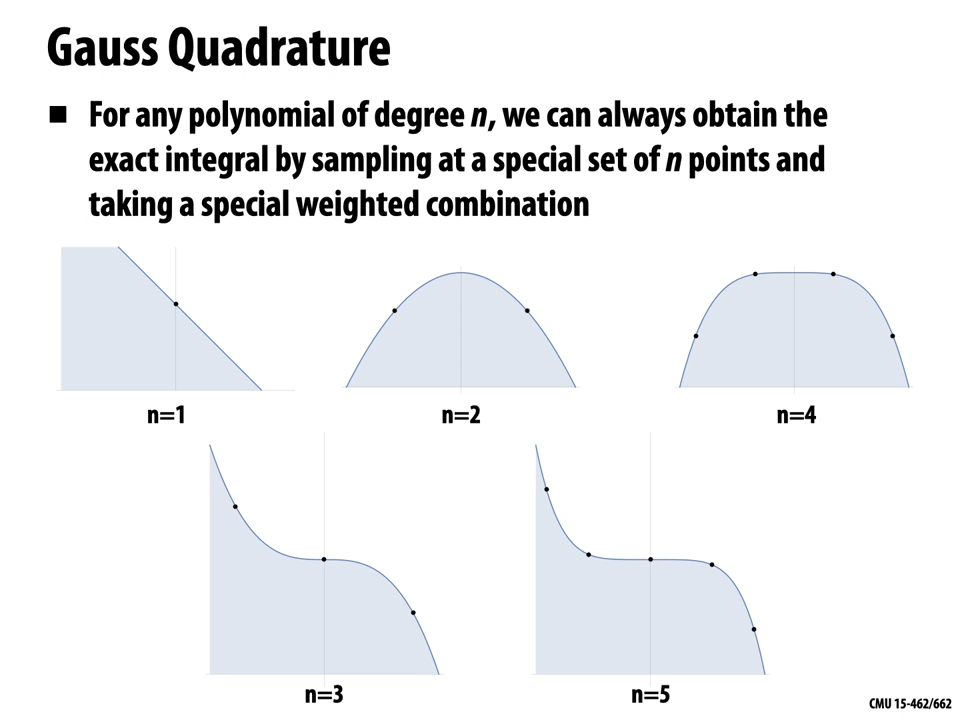 Gauss Quadrature
■ For any polynomial of degree n, we can always obtain the
exact integral by sampling at a special set of n points and
taking a special weighted combination
n=1
n=2
n=4
n=3
n=5
CMU 15-462/662